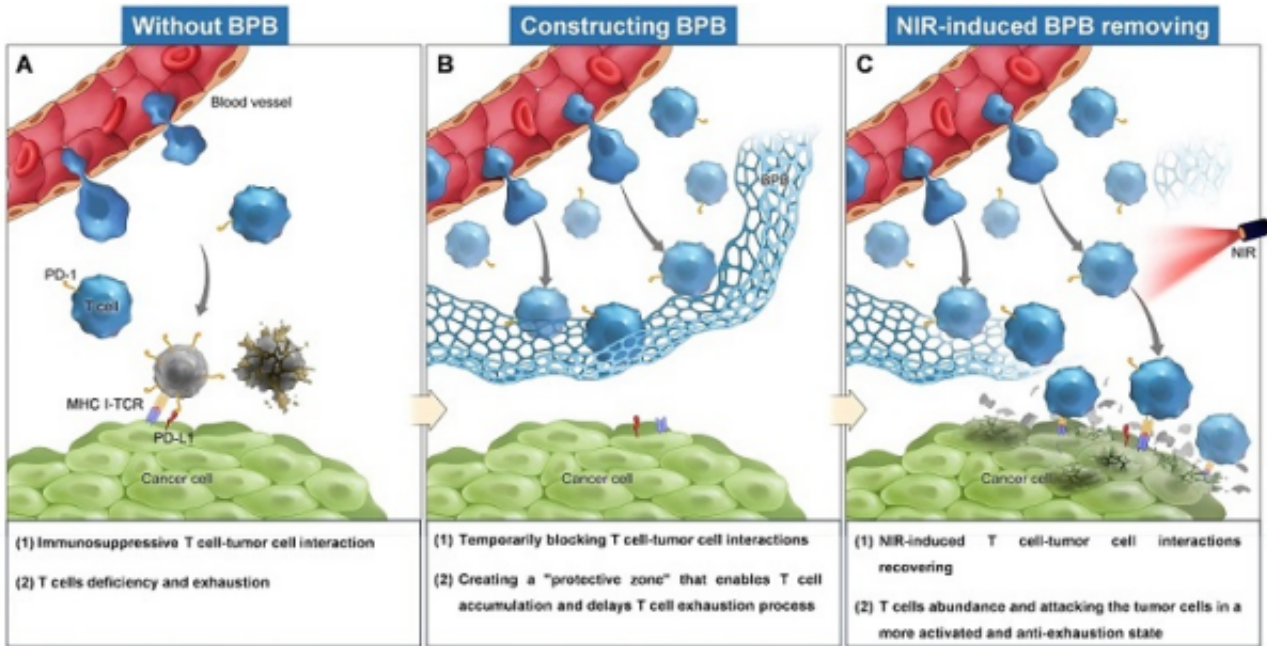 Without BPB
Constructing BPB
NIR-induced BPB removing
A
Blood vessel
PD-1
T cell
MHC I-TCR
PD-L1
Cancer cell
B
BPB
Cancer cell
C
NIR
Cancer cell
(1) Immunosuppressive T cell-tumor cell interaction
(2) T cells deficiency and exhaustion
(1) Temporarily blocking T cell-tumor cell interactions
(2) Creating a "protective zone" that enables T cell
accumulation and delays T cell exhaustion process
(1) NIR-induced T cell-tumor cell interactions
recovering
(2) T cells abundance and attacking the tumor cells in a
more activated and anti-exhaustion state